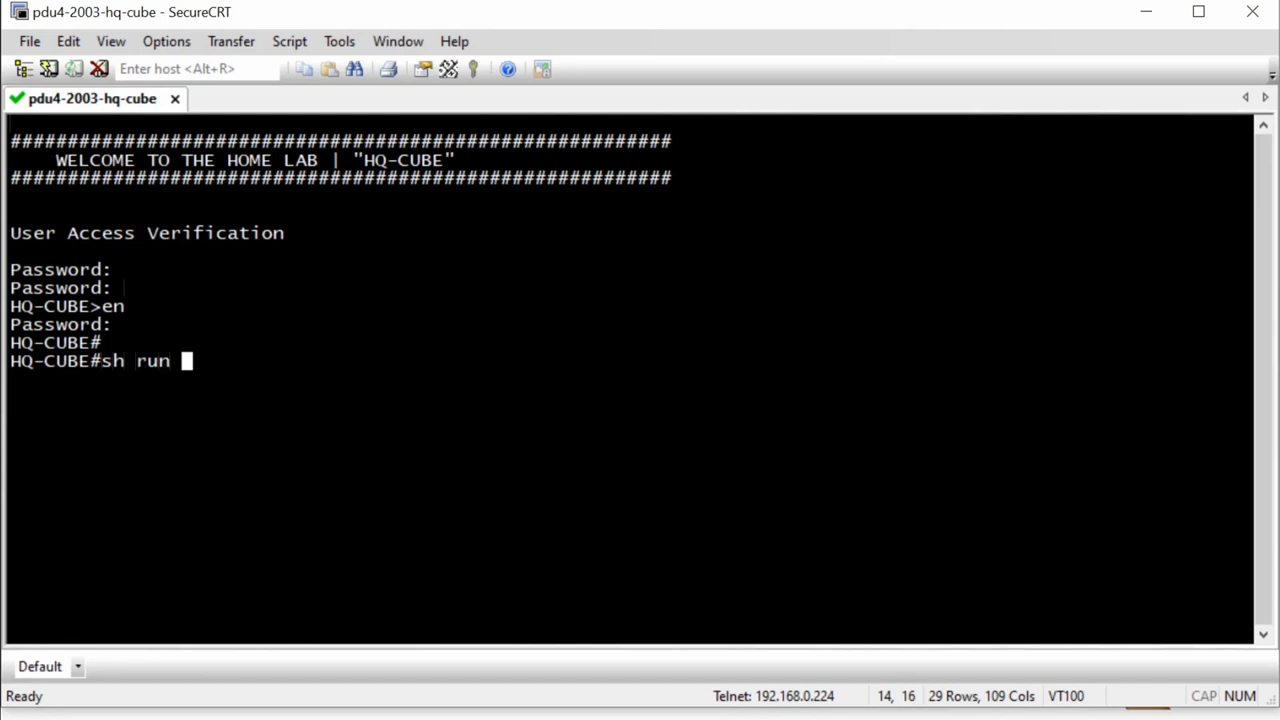 pdu4-2003-hq-cube - SecureCRT
File Edit View Options Transfer Script Tools Window Help
Enter host <Alt+R>
pdu4-2003-hq-cube
##########################################################
WELCOME TO THE HOME LAB | "HQ-CUBE"
##########################################################
User Access Verification
Password:
Password:
HQ-CUBE>en
Password:
HQ-CUBE#
HQ-CUBE#sh run
Default
Ready Telnet: 192.168.0.224 14, 16 29 Rows, 109 Cols VT100 CAP NUM